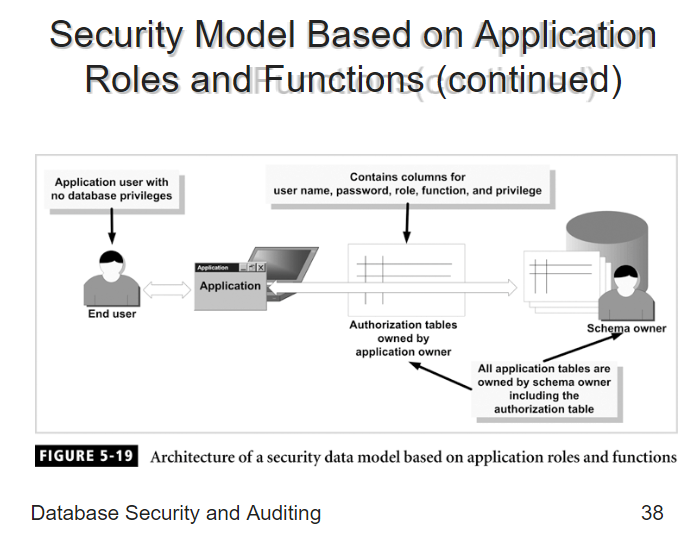 Security Model Based on Application
Roles and Functions (continued)
Application user with
no database privileges
Contains columns for
user name, password, role, function, and privilege
Application
Application
End user
Authorization tables
owned by
application owner
Schema owner
All application tables are
owned by schema owner
including the
authorization table
FIGURE 5-19 Architecture of a security data model based on application roles and functions
Database Security and Auditing
38